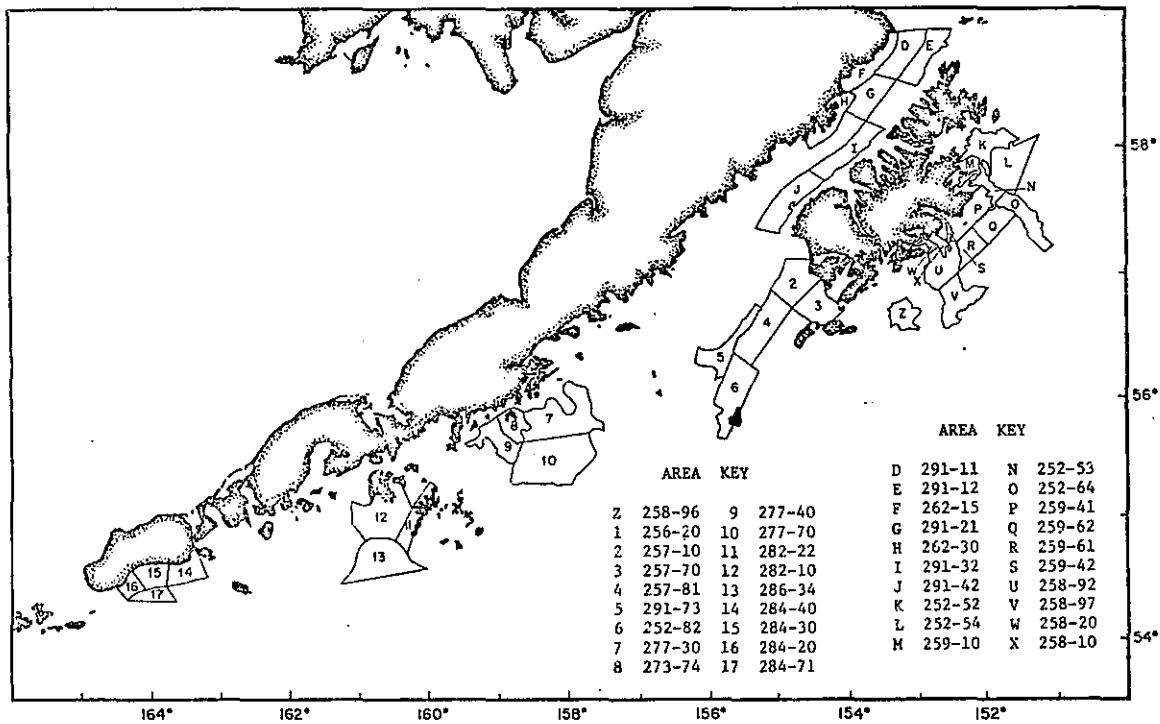 D E
F
G
H
I
J
K
M L
N
O
P
Q
R
S
W
X U
V
Z
2
3
4
5
6
8 7
9
10
12 11
13
14
15
16
17
58°
56°
54°
164° 162° 160° 158° 156° 154° 152°
AREA KEY
Z 258-96 9 277-40
1 256-20 10 277-70
2 257-10 11 282-22
3 257-70 12 282-10
4 257-81 13 286-34
5 291-73 14 284-40
6 252-82 15 284-30
7 277-30 16 284-20
8 273-74 17 284-71
AREA KEY
D 291-11 N 252-53
E 291-12 O 252-64
F 262-15 P 259-41
G 291-21 Q 259-62
H 262-30 R 259-61
I 291-32 S 259-42
J 291-42 U 258-92
K 252-52 V 258-97
L 252-54 W 258-20
M 259-10 X 258-10